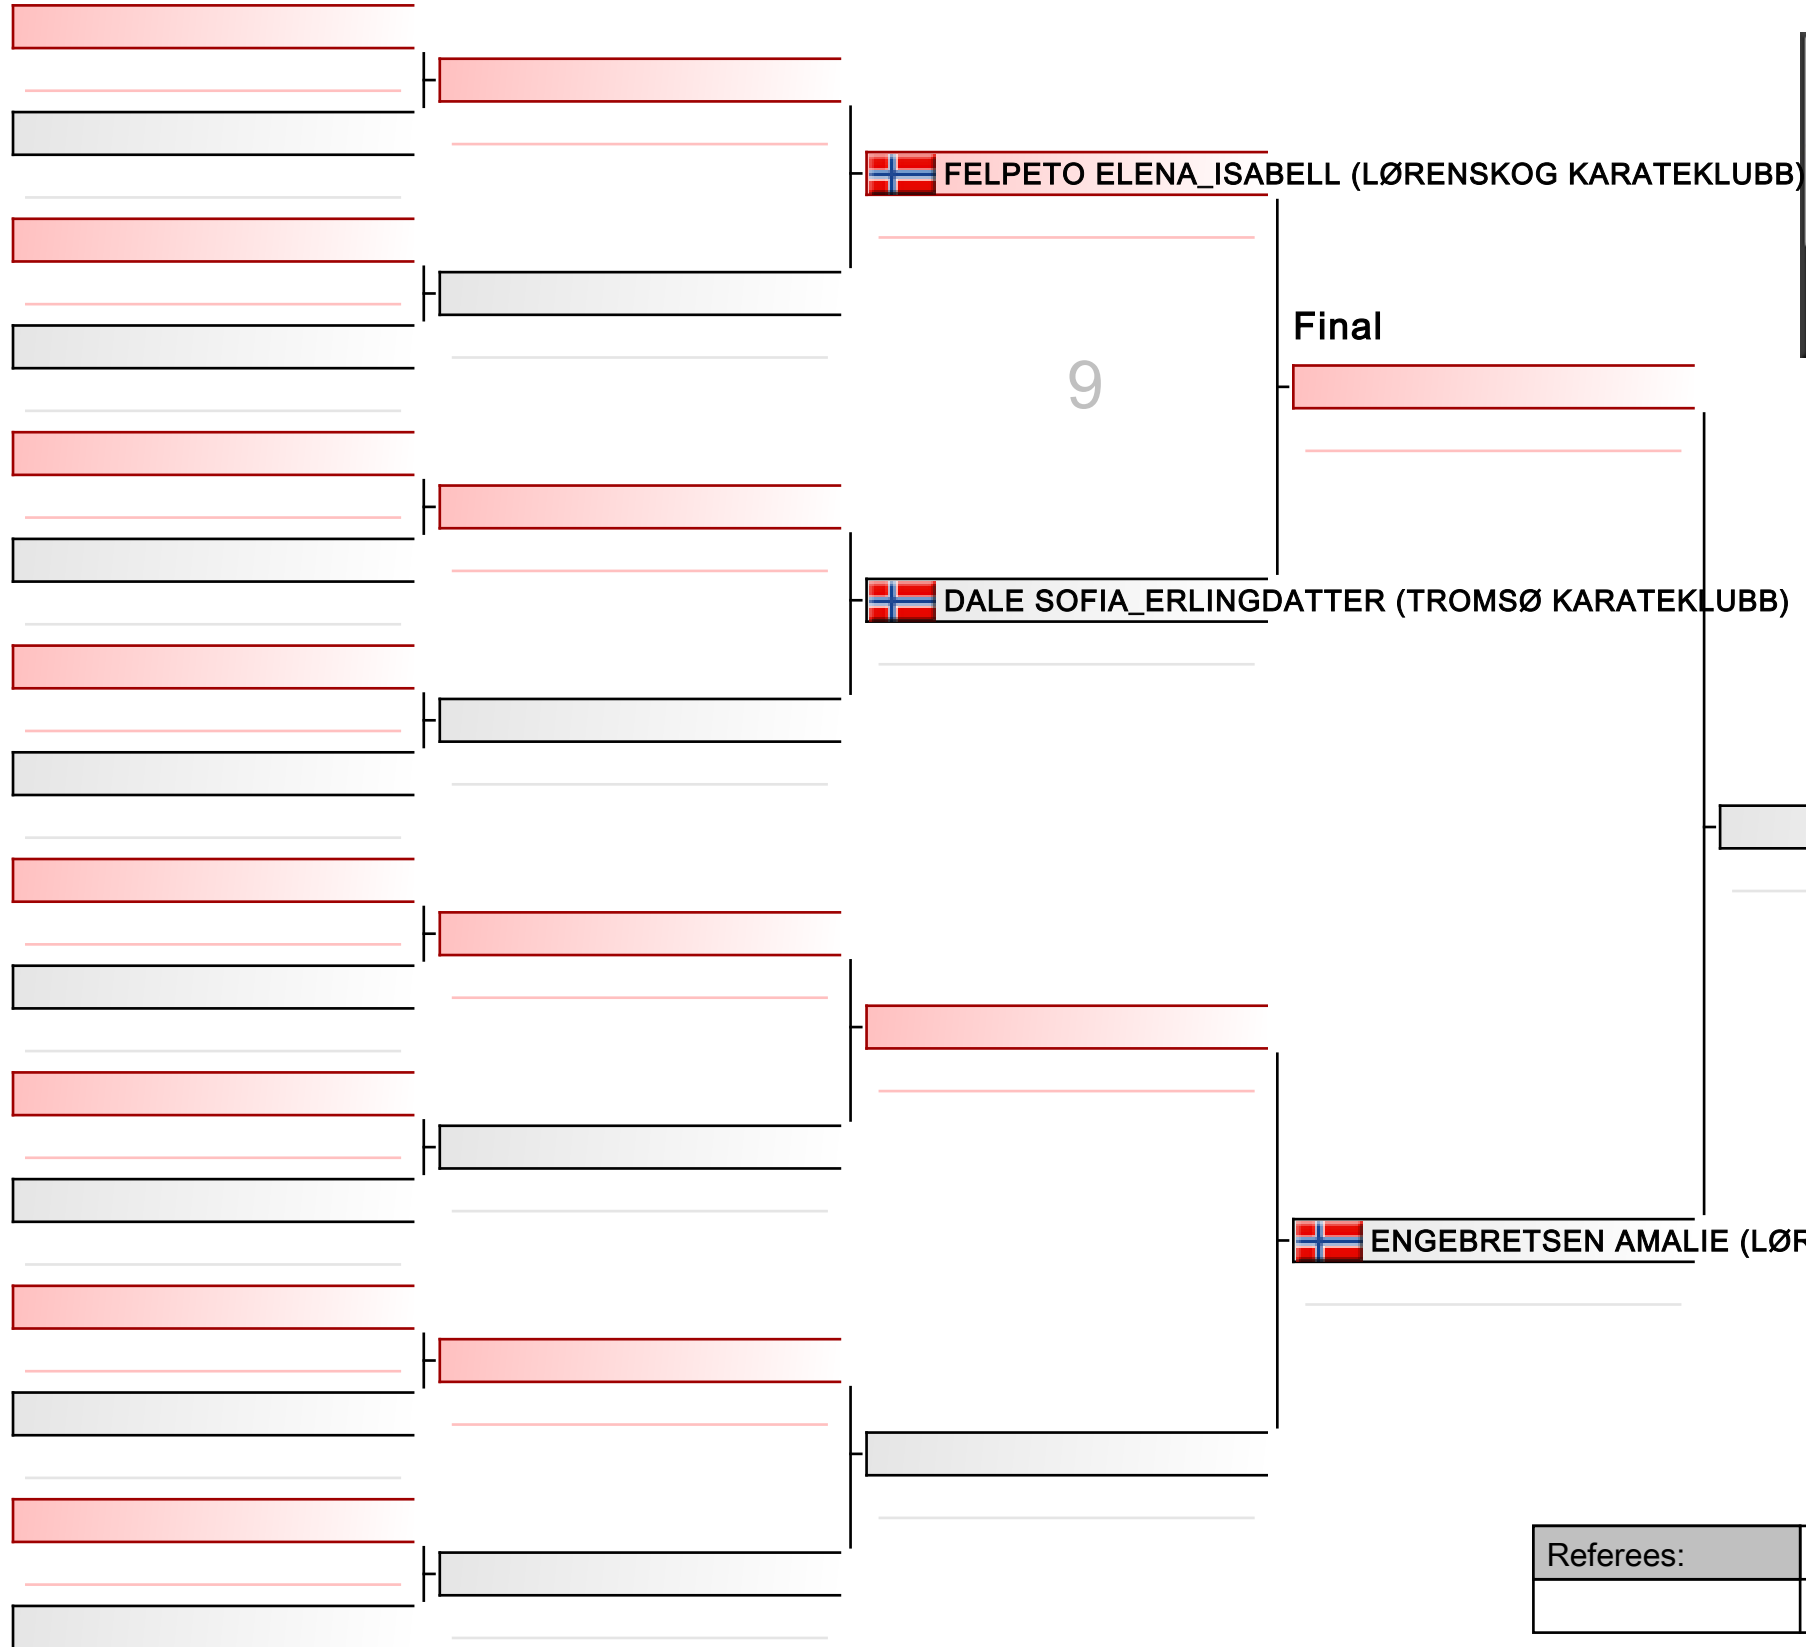 FELPETO ELENA_ISABELL (LØRENSKOG KARATEKLUBB)
Final
9
DALE SOFIA_ERLINGDATTER (TROMSØ KARATEKLUBB)
ENGEBRETSEN AMALIE
Referees: